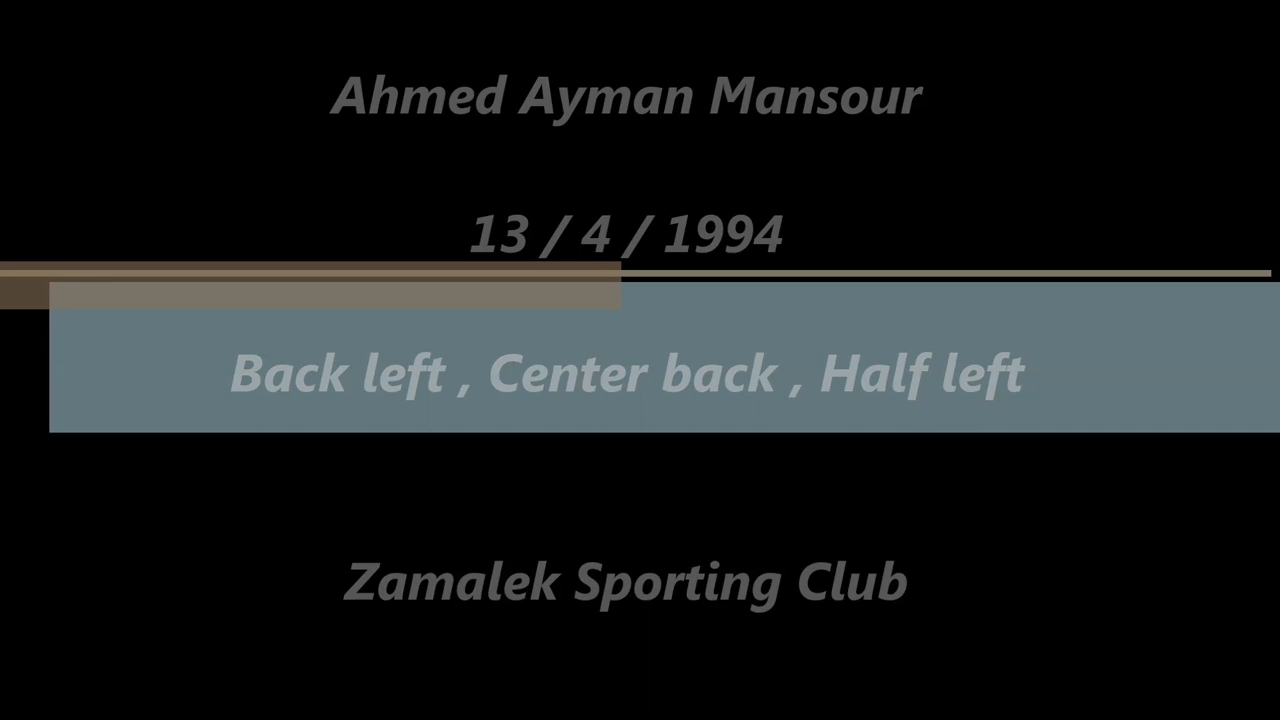 Ahmed Ayman Mansour
13 / 4 / 1994
Back left , Center back , Half left
Zamalek Sporting Club